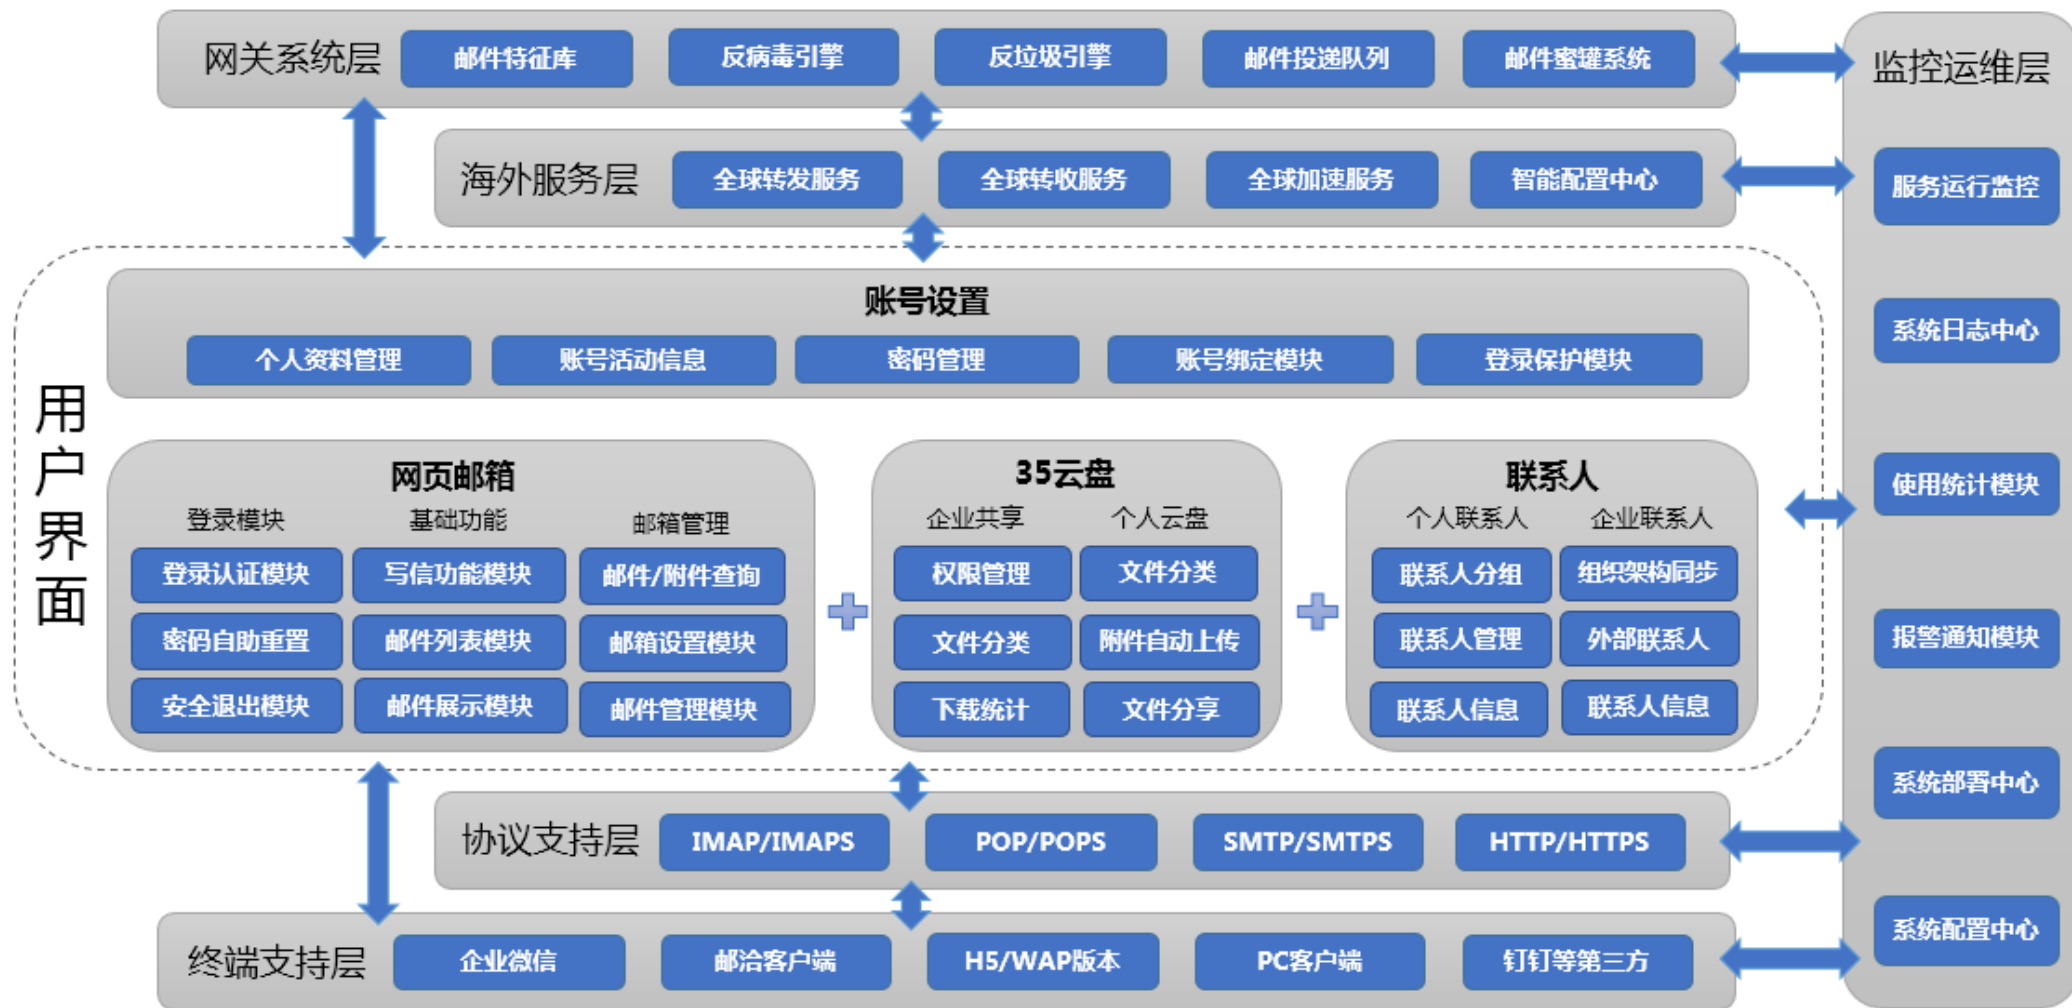 网关系统层
邮件特征库
反病毒引擎
反垃圾引擎
邮件投递队列
邮件蜜罐系统
监控运维层
海外服务层
全球转发服务
全球转收服务
全球加速服务
智能配置中心
服务运行监控
系统日志中心
使用统计模块
报警通知模块
系统部署中心
系统配置中心
用户界面
账号设置
个人资料管理
账号活动信息
密码管理
账号绑定模块
登录保护模块
网页邮箱
登录模块
基础功能
邮箱管理
登录认证模块
写信功能模块
邮件/附件查询
密码自助重置
邮件列表模块
邮箱设置模块
安全退出模块
邮件展示模块
邮件管理模块
35云盘
企业共享
个人云盘
权限管理
文件分类
文件分类
附件自动上传
下载统计
文件分享
联系人
个人联系人
企业联系人
联系人分组
组织架构同步
联系人管理
外部联系人
联系人信息
联系人信息
协议支持层
IMAP/IMAPS
POP/POPS
SMTP/SMTPS
HTTP/HTTPS
终端支持层
企业微信
邮洽客户端
H5/WAP版本
PC客户端
钉钉等第三方